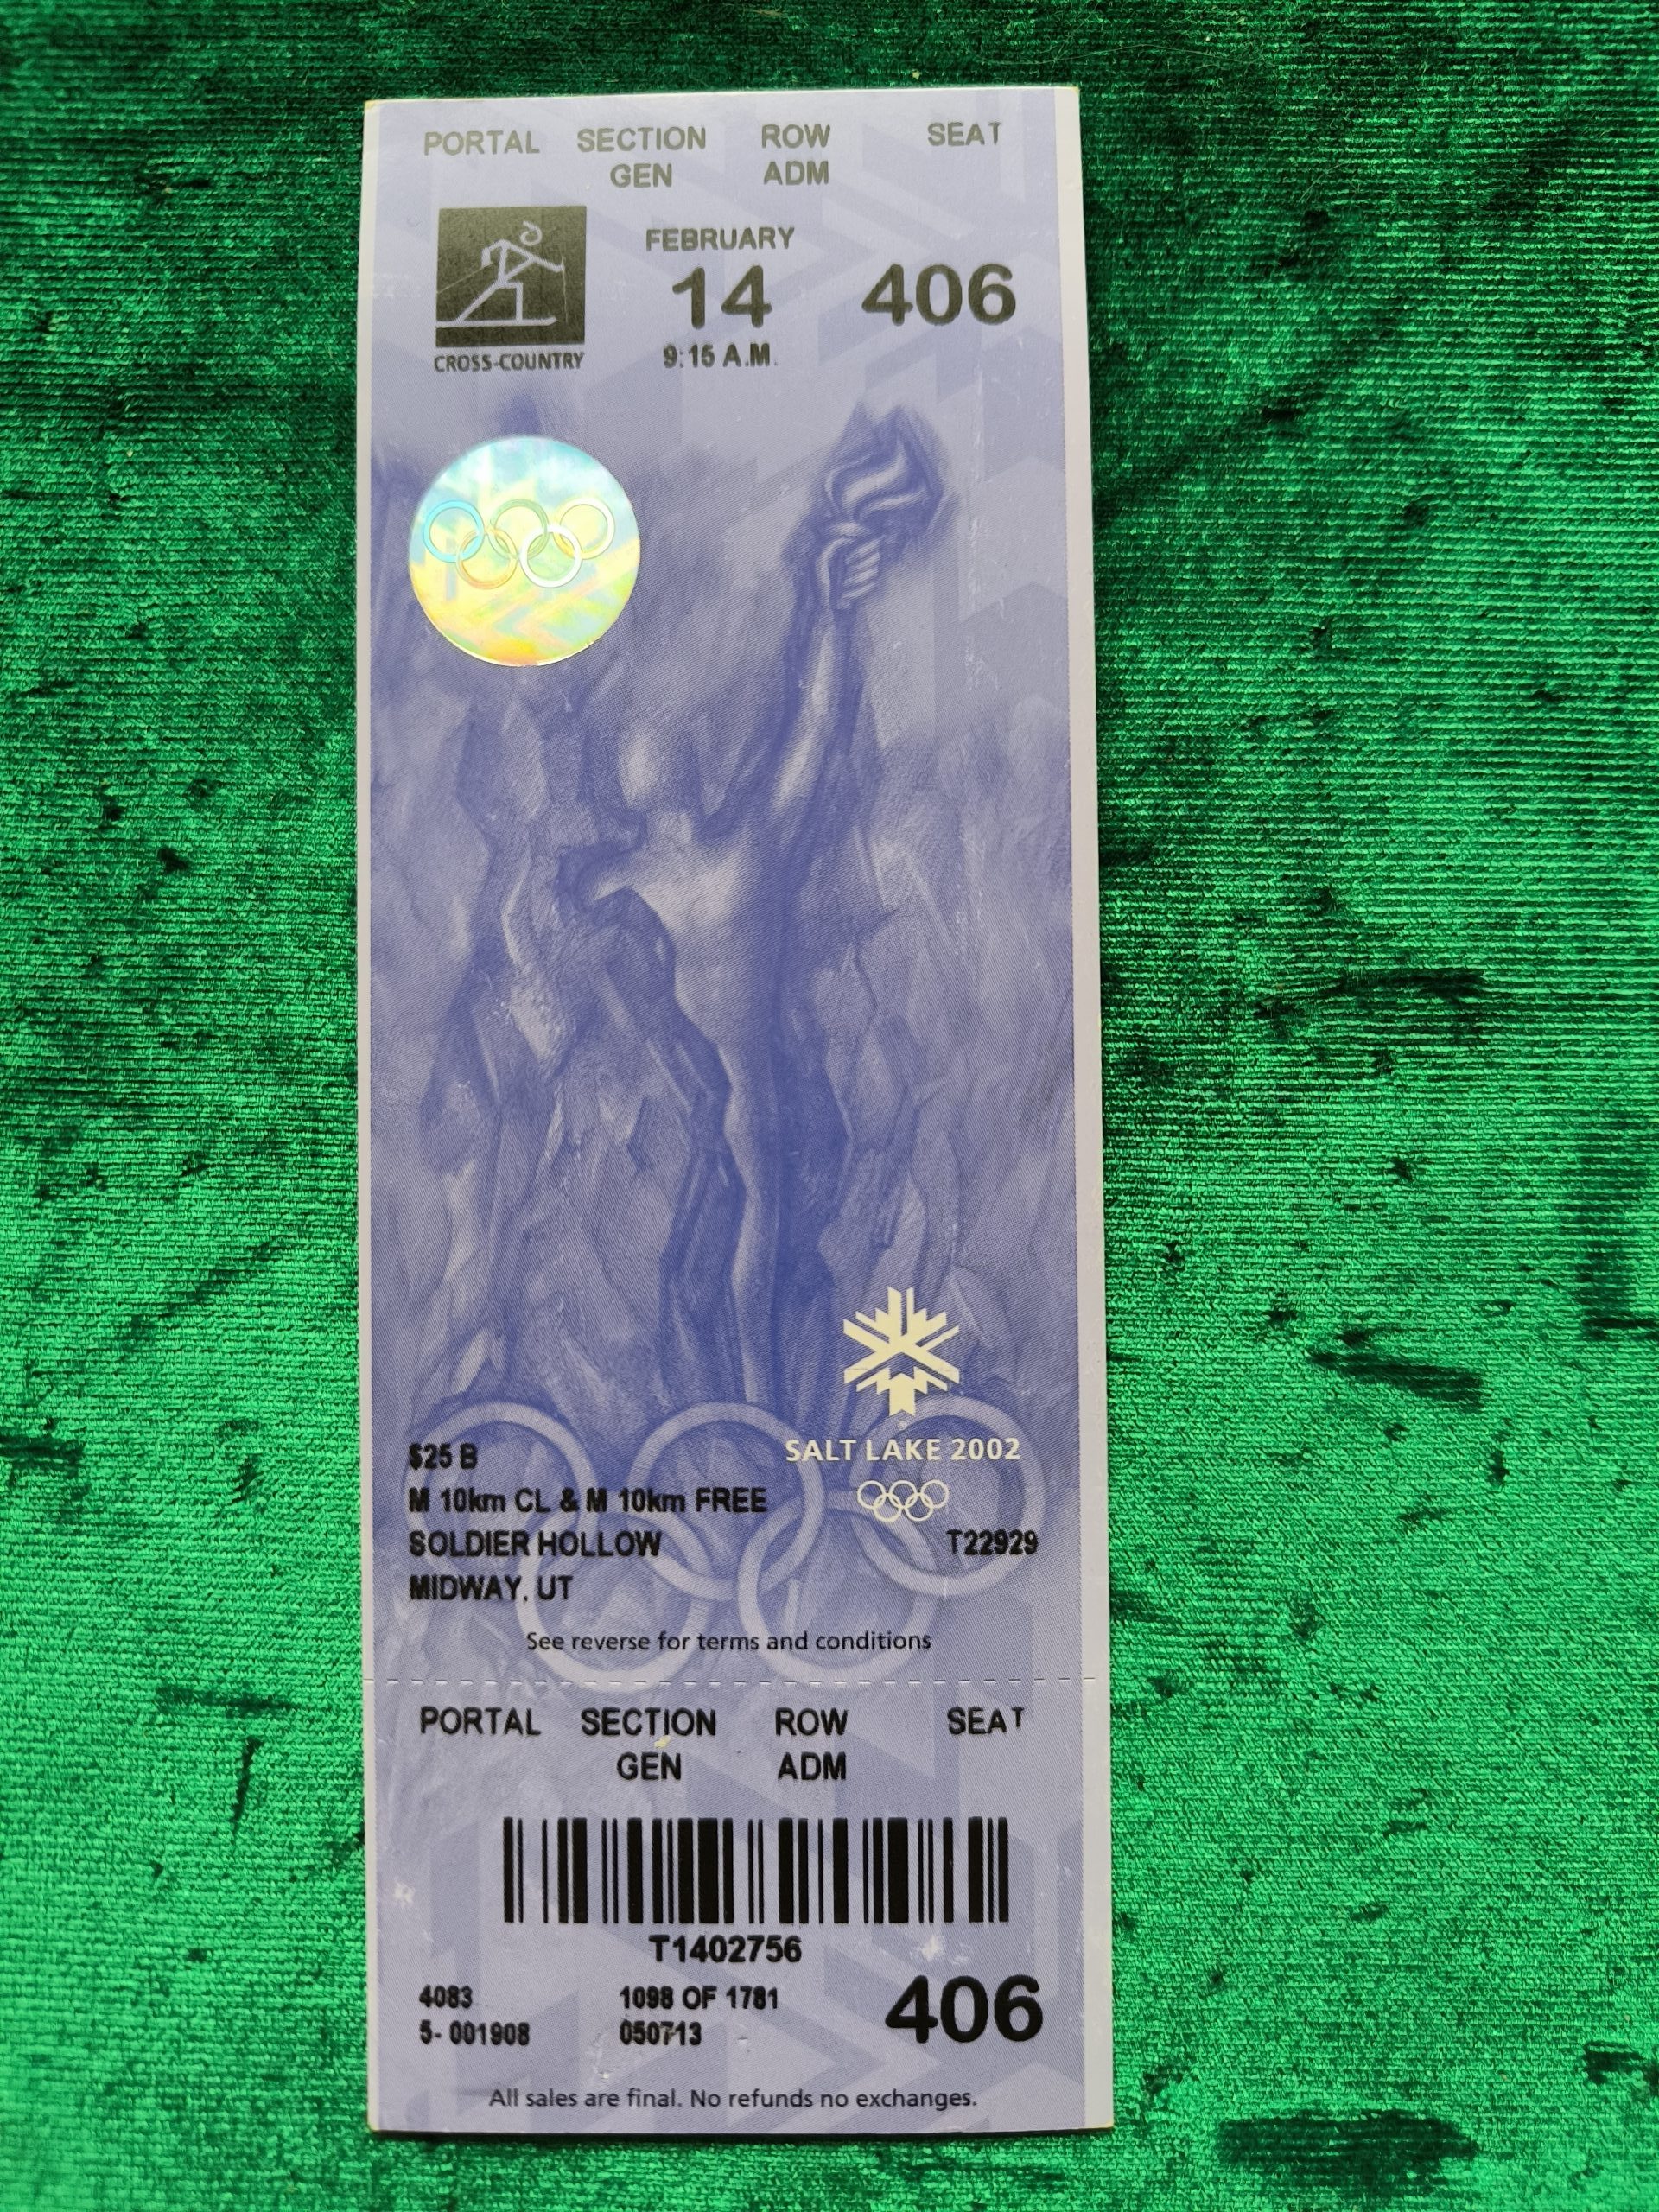 PORTAL SECTION ROW SEAT
GEN ADM
FEBRUARY
14 406
9:15 A.M.
CROSS-COUNTRY
SALT LAKE 2002
$25 B
M 10km CL & M 10km FREE
SOLDIER HOLLOW T22929
MIDWAY, UT
See reverse for terms and conditions
PORTAL SECTION ROW SEAT
GEN ADM
T1402756
4083 1098 OF 1781 406
5- 001908 050713
All sales are final. No refunds no exchanges.